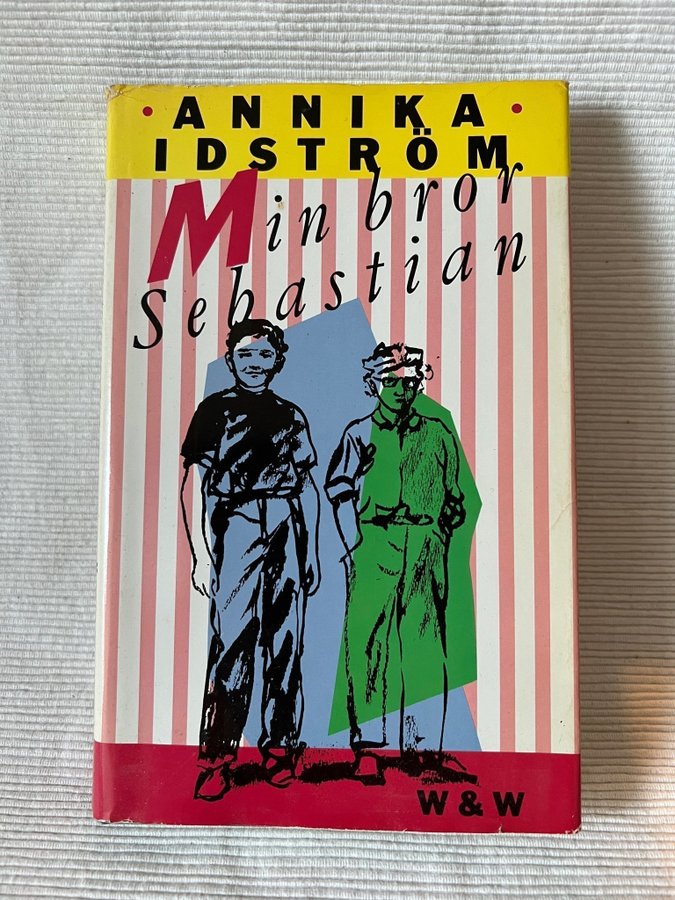 • ANNIKA •
IDSTRÖM
Min bror
Sebastian
W & W